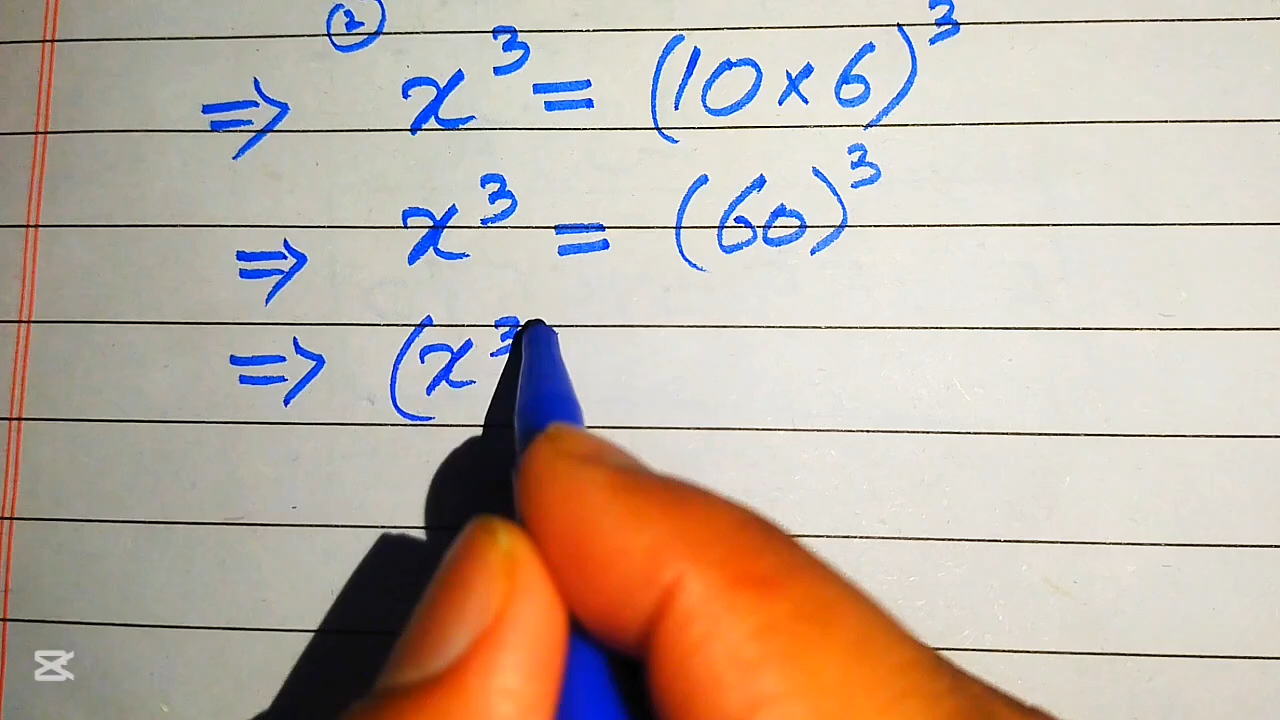 ②
⇒ x³ = (10 × 6)³
⇒ x³ = (60)³
⇒ (x³